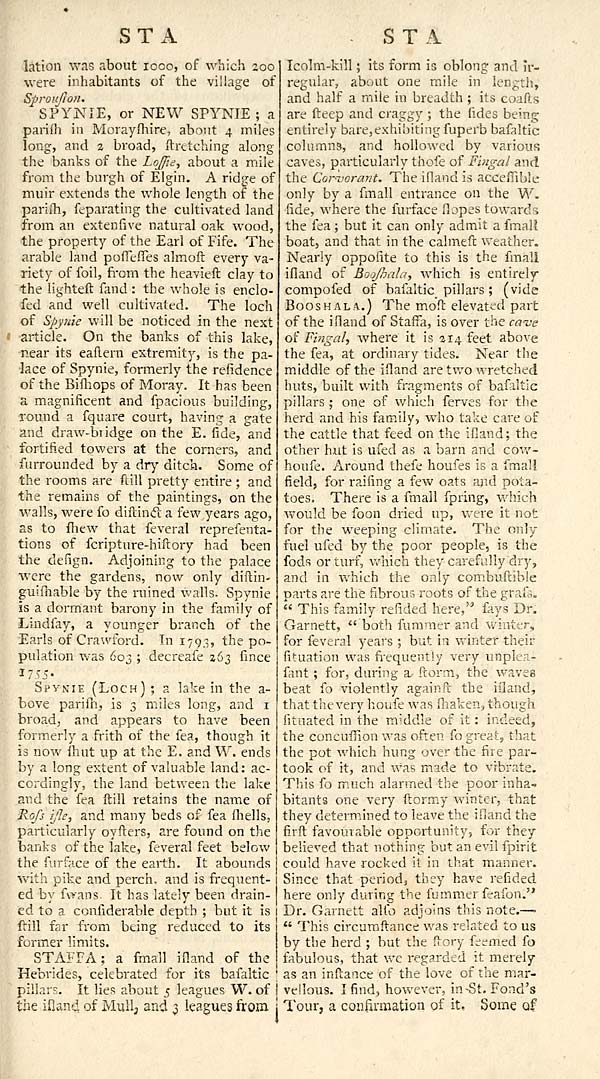 STA
lation was about 1000, of which 200
were inhabitants of the village of
Sprouſton.
SPYNIE, or NEW SPYNIE; a
pariſh in Morayſhire, about 4 miles
long, and 2 broad, ſtretching along
the banks of the Loſſie, about a mile
from the burgh of Elgin. A ridge of
muir extends the whole length of the
pariſh, ſeparating the cultivated land
from an extenſive natural oak wood,
the property of the Earl of Fife. The
arable land poſſeſſes almoſt every va-
riety of ſoil, from the heavieſt clay to
the lighteſt ſand: the whole is enclo-
ſed and well cultivated. The loch
of Spynie will be noticed in the next
article. On the banks of this lake,
near its eaſtern extremity, is the pa-
lace of Spynie, formerly the reſidence
of the Biſhops of Moray. It has been
a magnificent and ſpacious building,
round a ſquare court, having a gate
and draw-bridge on the E. ſide, and
fortified towers at the corners, and
ſurrounded by a dry ditch. Some of
the rooms are ſtill pretty entire; and
the remains of the paintings, on the
walls, were ſo diſtinct a few years ago,
as to ſhew that ſeveral repreſenta-
tions of ſcripture-hiſtory had been
the deſign. Adjoining to the palace
were the gardens, now only diſtin-
guiſhable by the ruined walls. Spynie
is a dormant barony in the family of
Lindſay, a younger branch of the
Earls of Crawford. In 1793, the po-
pulation was 603; decreaſe 263 ſince
1755.
SPYNIE (LOCH); a lake in the a-
bove pariſh, is 3 miles long, and 1
broad, and appears to have been
formerly a frith of the ſea, though it
is now ſhut up at the E. and W. ends
by a long extent of valuable land: ac-
cordingly, the land between the lake
and the ſea ſtill retains the name of
Roſs iſle, and many beds of ſea ſhells,
particularly oyſters, are found on the
banks of the lake, ſeveral feet below
the ſurface of the earth. It abounds
with pike and perch. and is frequent-
ed by ſwans. It has lately been drain-
ed to a conſiderable depth; but it is
ſtill far from being reduced to its
former limits.
STAFFA; a ſmall iſland of the
Hebrides, celebrated for its baſaltic
pillars. It lies about 5 leagues W. of
the iſland of Mull, and 3 leagues from
STA
Icolm-kill; its form is oblong and ir-
regular, about one mile in length,
and half a mile in breadth; its coaſts
are ſteep and craggy; the ſides being
entirely bare, exhibiting ſuperb baſaltic
columns, and hollowed by various
caves, particularly thoſe of Fingal and
the Corvorant. The iſland is acceſſible
only by a ſmall entrance on the W.
ſide, where the ſurface ſlopes towards
the ſea; but it can only admit a ſmall
boat, and that in the calmeſt weather.
Nearly oppoſite to this is the ſmall
iſland of Booſhala, which is entirely
compoſed of baſaltic pillars; (vide
BOOSHALA.) The moſt elevated part
of the iſland of Staffa, is over the cave
of Fingal, where it is 214 feet above
the ſea, at ordinary tides. Near the
middle of the iſland are two wretched
huts, built with fragments of baſaltic
pillars; one of which ſerves for the
herd and his family, who take care of
the cattle that feed on the iſland; the
other hut is uſed as a barn and cow-
houſe. Around theſe houſes is a ſmall
field, for raiſing a few oats and pota-
toes. There is a ſmall ſpring, which
would be ſoon dried up, were it not
for the weeping climate. The only
fuel uſed by the poor people, is the
ſods or turf, which they carefully dry,
and in which the only combuſtible
parts are the fibrous roots of the graſs.
“ This family reſided here,” ſays Dr.
Garnett, “ both ſummer and winter,
for ſeveral years; but in winter their
ſituation was frequently very unplea-
ſant; for, during a ſtorm, the waves
beat ſo violently againſt the iſland,
that the very houſe was ſhaken, though
ſituated in the middle of it: indeed,
the concuſſion was often ſo great, that
the pot which hung over the fire par-
took of it, and was made to vibrate.
This ſo much alarmed the poor inha-
bitants one very ſtormy winter, that
they determined to leave the iſland the
firſt favourable opportunity, for they
believed that nothing but an evil ſpirit
could have rocked it in that manner.
Since that period, they have reſided
here only during the ſummer ſeaſon.”
Dr. Garnett alſo adjoins this note.—
“ This circumſtance was related to us
by the herd; but the ſtory ſeemed ſo
fabulous, that we regarded it merely
as an inſtance of the love of the mar-
vellous. I find, however, in St. Fond's
Tour, a confirmation of it. Some of